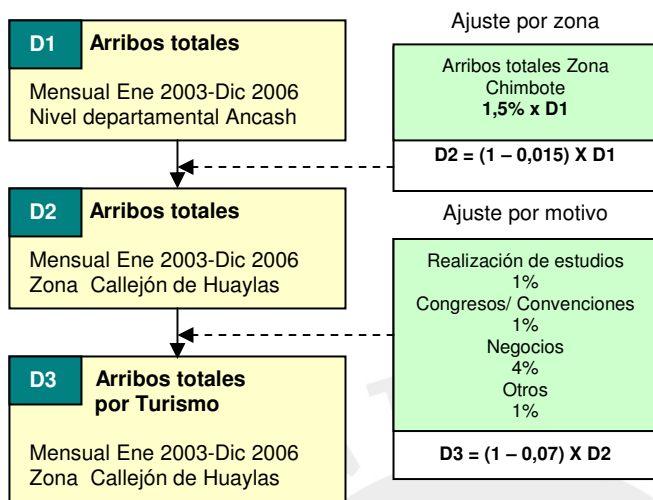 D1 Arribos totales
Mensual Ene 2003-Dic 2006
Nivel departamental Ancash
Ajuste por zona
Arribos totales Zona
Chimbote
1,5% x D1
D2 = (1 – 0,015) X D1
D2 Arribos totales
Mensual Ene 2003-Dic 2006
Zona Callejón de Huaylas
Ajuste por motivo
Realización de estudios
1%
Congresos/ Convenciones
1%
Negocios
4%
Otros
1%
D3 = (1 – 0,07) X D2
D3 Arribos totales
por Turismo
Mensual Ene 2003-Dic 2006
Zona Callejón de Huaylas